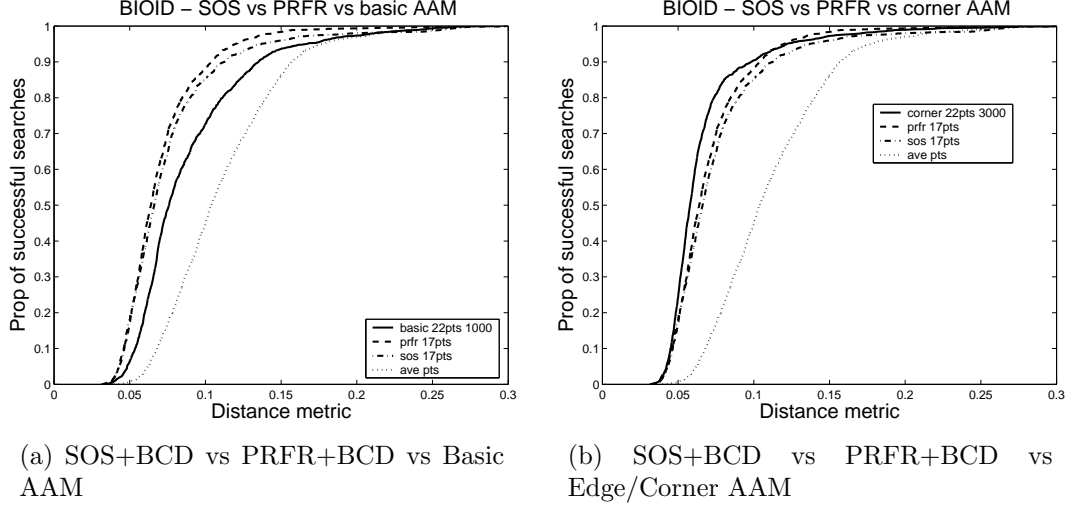 BIOID – SOS vs PRFR vs basic AAM
Prop of successful searches
1
0.9
0.8
0.7
0.6
0.5
0.4
0.3
0.2
0.1
0
basic 22pts 1000
prfr 17pts
sos 17pts
ave pts
0 0.05 0.1 0.15 0.2 0.25 0.3
Distance metric
(a) SOS+BCD vs PRFR+BCD vs Basic
AAM
BIOID – SOS vs PRFR vs corner AAM
Prop of successful searches
1
0.9
0.8
0.7
0.6
0.5
0.4
0.3
0.2
0.1
0
corner 22pts 3000
prfr 17pts
sos 17pts
ave pts
0 0.05 0.1 0.15 0.2 0.25 0.3
Distance metric
(b) SOS+BCD vs PRFR+BCD vs
Edge/Corner AAM